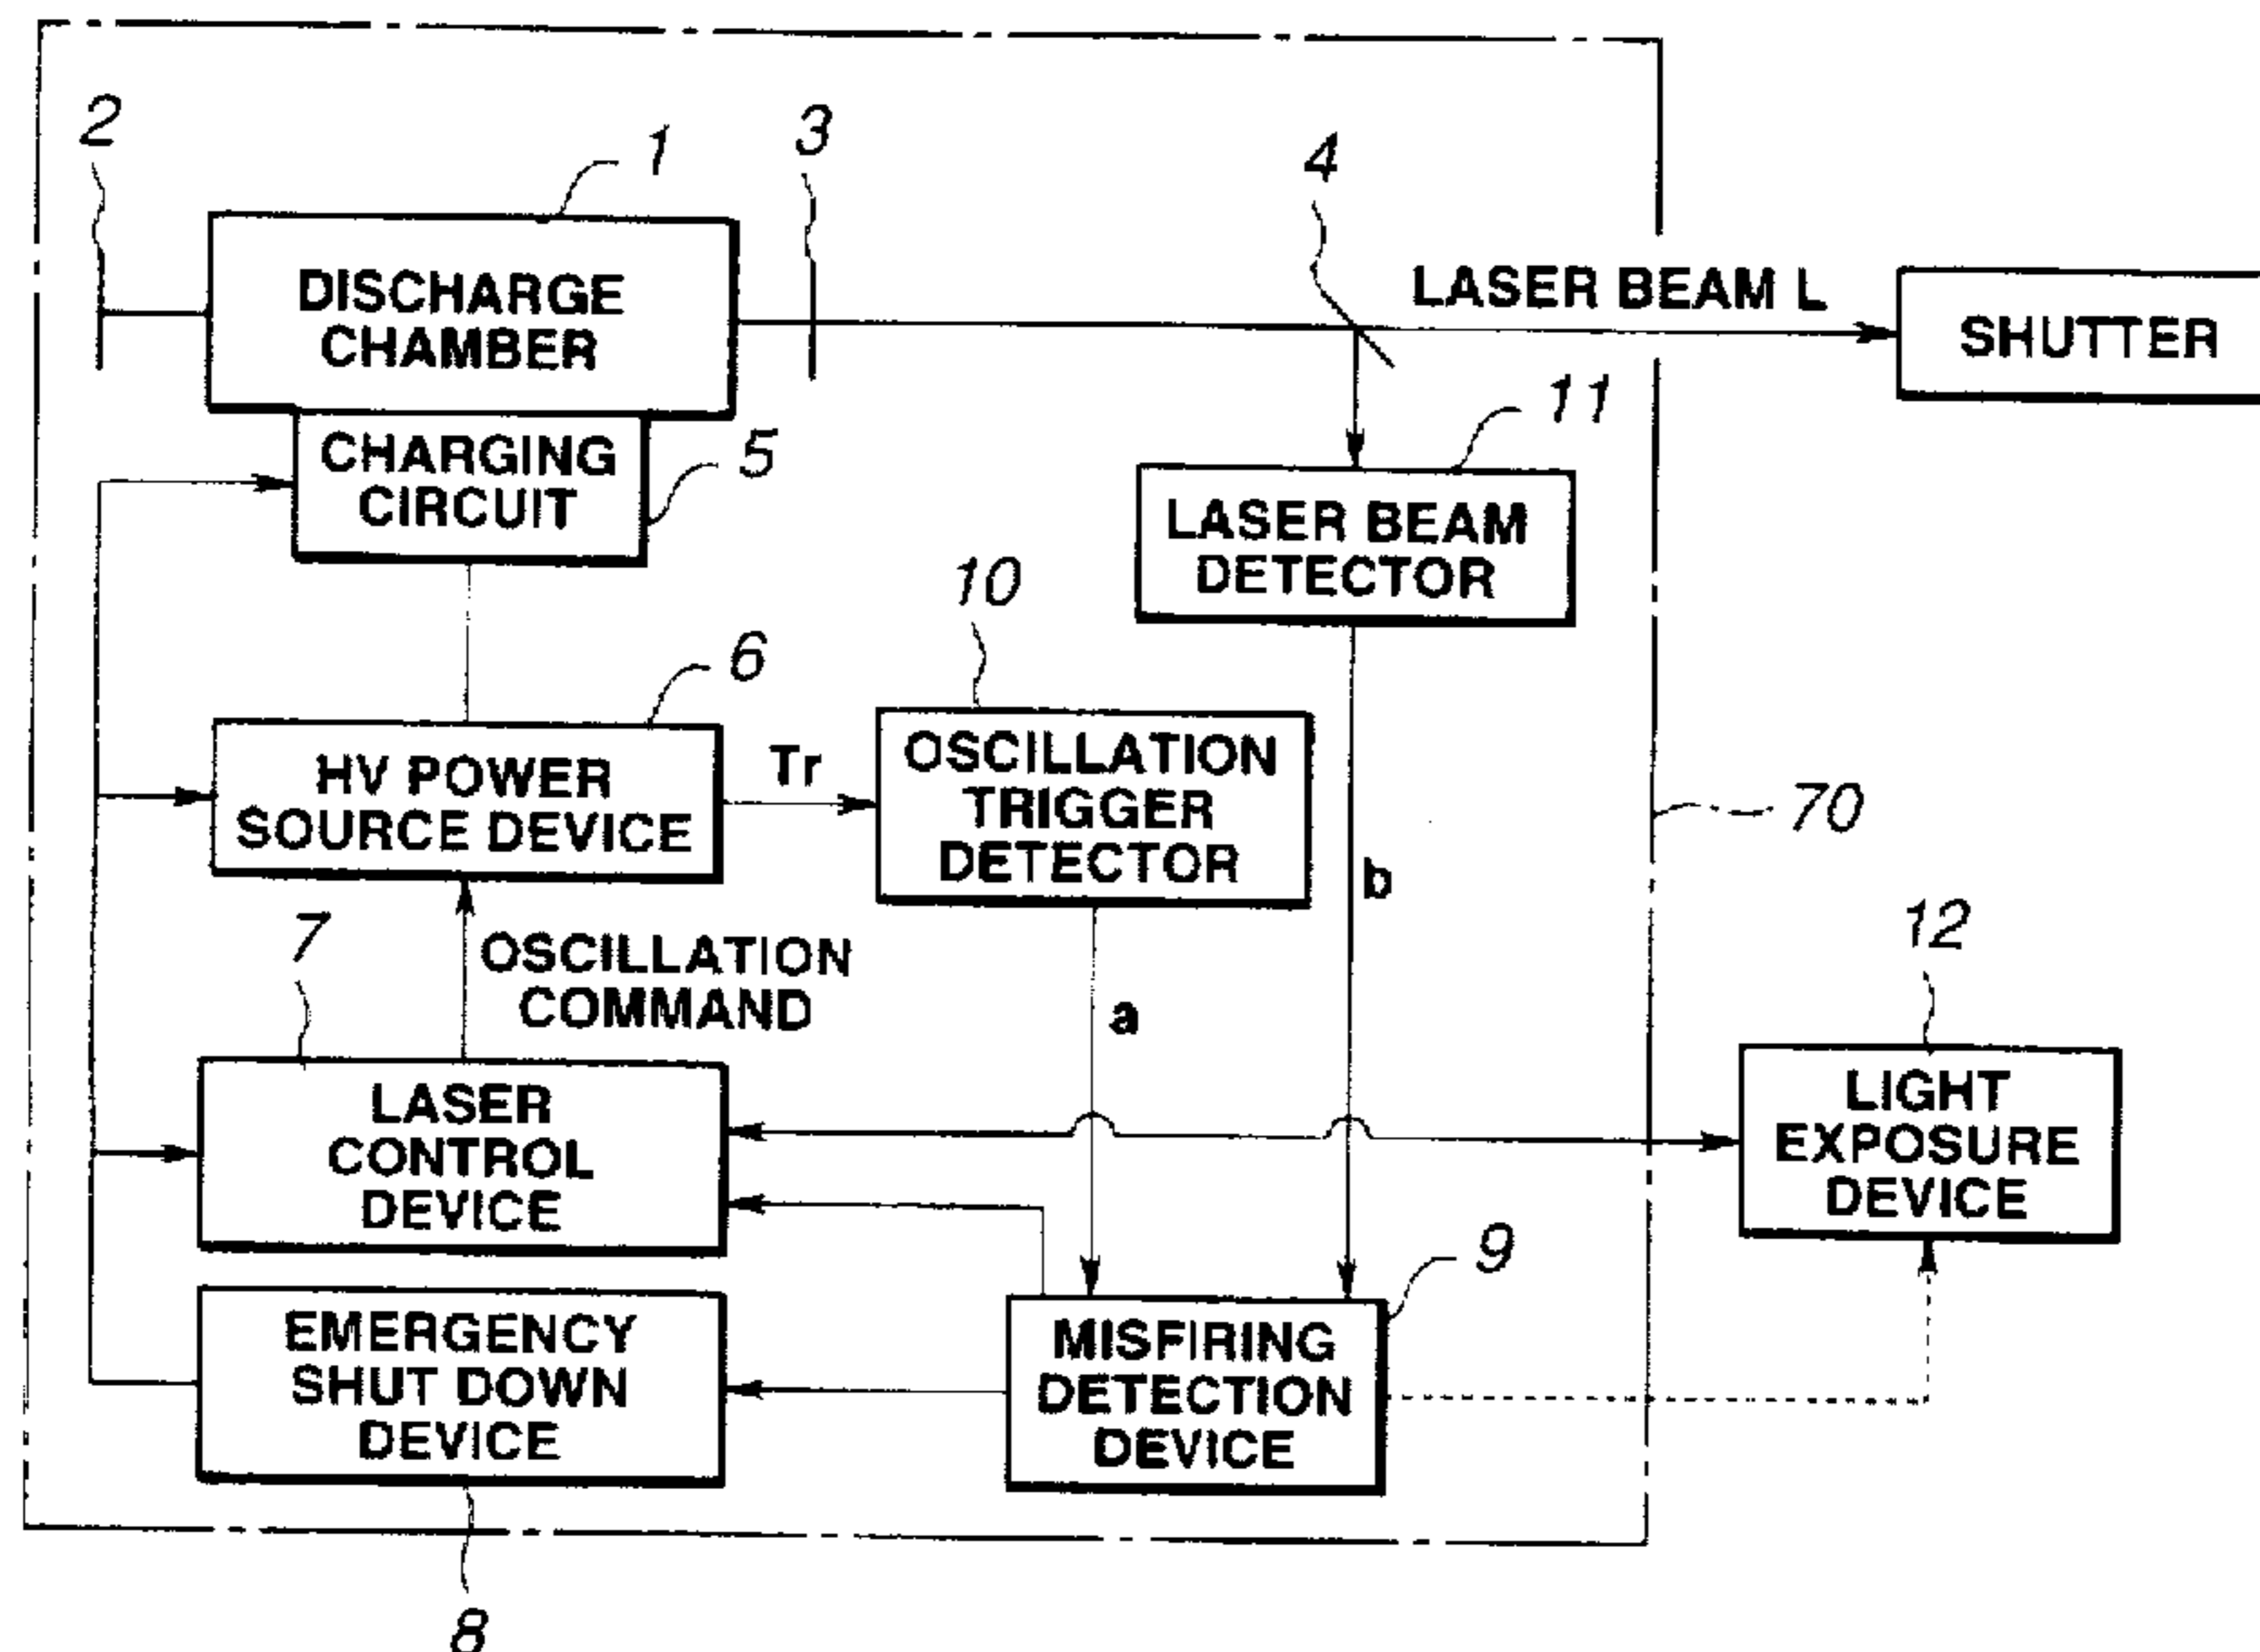 2
1
3
4
DISCHARGE
CHAMBER
LASER BEAM L
SHUTTER
CHARGING
CIRCUIT
5
11
LASER BEAM
DETECTOR
10
6
HV POWER
SOURCE DEVICE
Tr
OSCILLATION
TRIGGER
DETECTOR
70
b
7
OSCILLATION
COMMAND
a
12
LASER
CONTROL
DEVICE
LIGHT
EXPOSURE
DEVICE
9
EMERGENCY
SHUT DOWN
DEVICE
MISFIRING
DETECTION
DEVICE
8